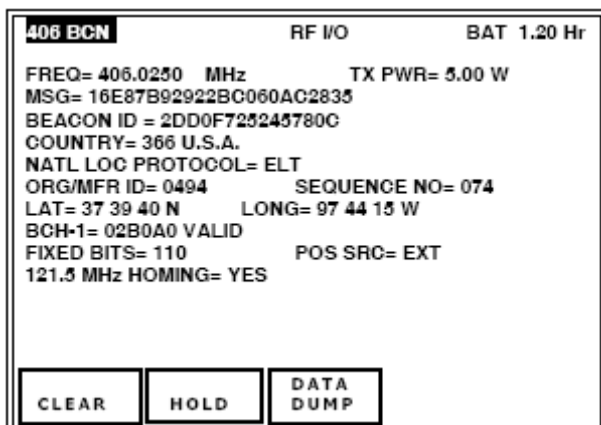 406 BCN RF I/O BAT 1.20 Hr
FREQ= 406.0250 MHz TX PWR= 5.00 W
MSG= 16E87B92922BC060AC2835
BEACON ID = 2DD0F725245780C
COUNTRY= 366 U.S.A.
NATL LOC PROTOCOL= ELT
ORG/MFR ID= 0494 SEQUENCE NO= 074
LAT= 37 39 40 N LONG= 97 44 15 W
BCH-1= 02B0A0 VALID
FIXED BITS= 110 POS SRC= EXT
121.5 MHz HOMING= YES
CLEAR HOLD DATA DUMP